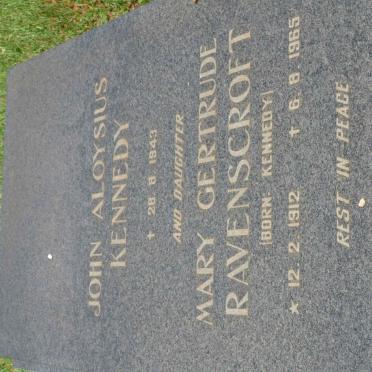 JOHN ALOYSIUS
KENNEDY
† 28. 8. 1943
AND DAUGHTER
MARY GERTRUDE
RAVENSCROFT
(BORN KENNEDY)
★ 12. 2. 1912 † 6. 8. 1965
REST IN PEACE